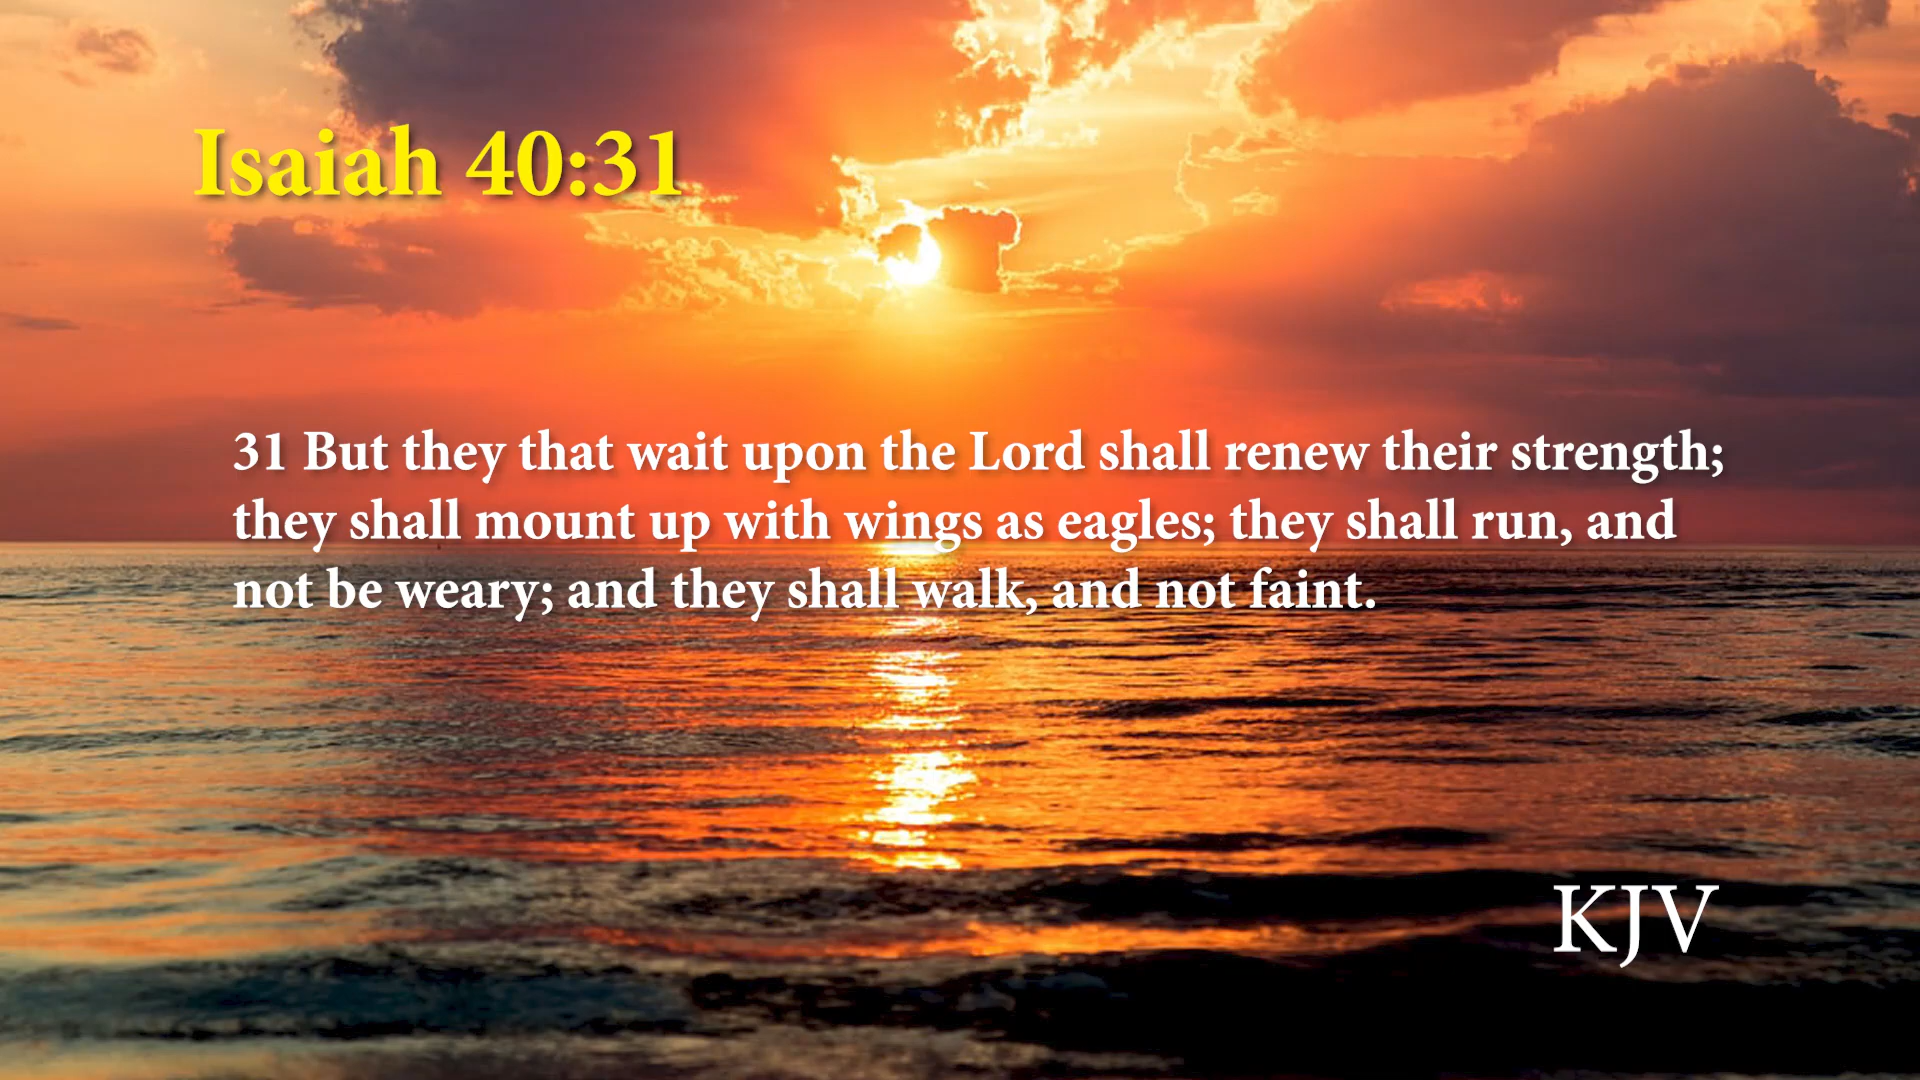 Isaiah 40:31
31 But they that wait upon the Lord shall renew their strength;
they shall mount up with wings as eagles; they shall run, and
not be weary; and they shall walk, and not faint.
KJV